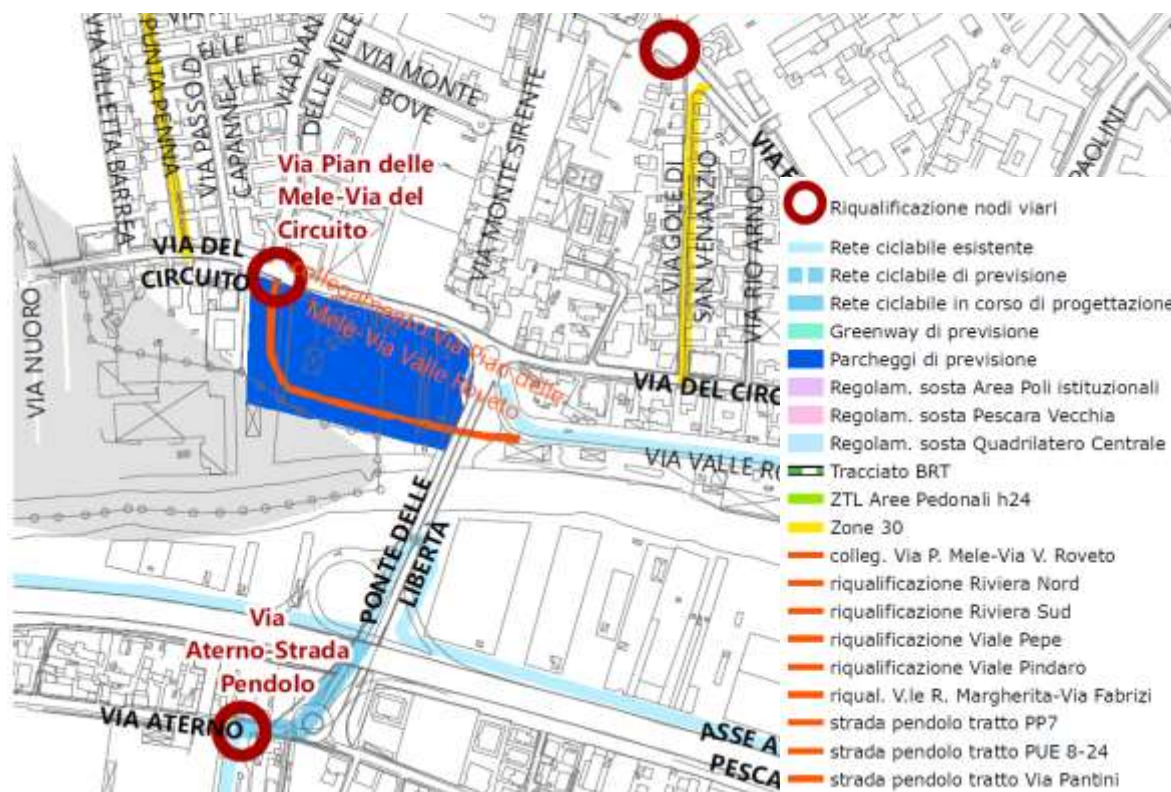 VIA VILLETTA BARREA
PUNTA PENNA
VIA PASSO D
CAPANNELLE
VIA PIAN
DELLE MELE
VIA MONTE
BOVE
VIA MONTE SIRENTE
VIA GOLE DI
SAN VENANZIO
VIA RIO ARNO
PAOLINI
Via Pian delle
Mele-Via del
Circuito
VIA DEL
CIRCUITO
collegamento Via Pian delle
Mele-Via Valle Roveto
VIA NUORO
VIA DEL CIRC
VIA VALLE RO
PONTE DELLE
LIBERTÀ
Via
Aterno-Strada
Pendolo
VIA ATERNO
ASSE A
PESCA
Riqualificazione nodi viari
Rete ciclabile esistente
Rete ciclabile di previsione
Rete ciclabile in corso di progettazione
Greenway di previsione
Parcheggi di previsione
Regolam. sosta Area Poli istituzionali
Regolam. sosta Pescara Vecchia
Regolam. sosta Quadrilatero Centrale
Tracciato BRT
ZTL Aree Pedonali h24
Zone 30
colleg. Via P. Mele-Via V. Roveto
riqualificazione Riviera Nord
riqualificazione Riviera Sud
riqualificazione Viale Pepe
riqualificazione Viale Pindaro
riqual. V.le R. Margherita-Via Fabrizi
strada pendolo tratto PP7
strada pendolo tratto PUE 8-24
strada pendolo tratto Via Pantini